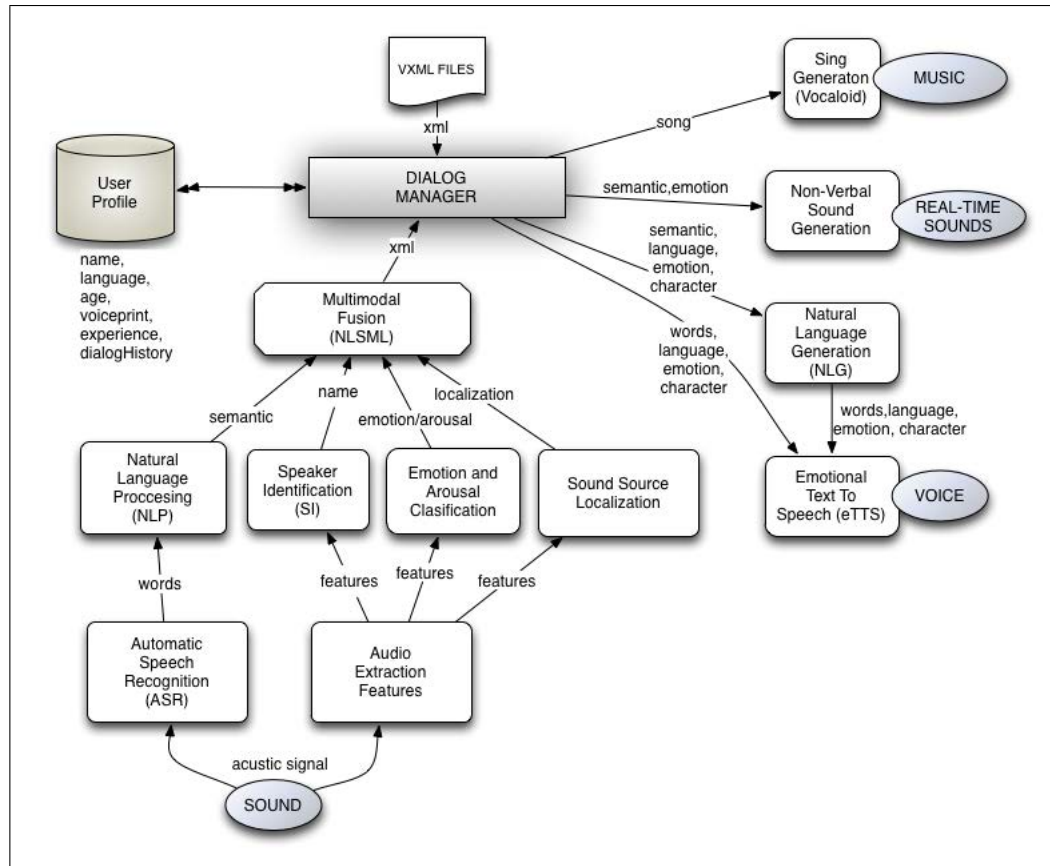 VXML FILES
xml
Sing
Generaton
(Vocaloid)
MUSIC
song
User
Profile
DIALOG
MANAGER
semantic,emotion
Non-Verbal
Sound
Generation
REAL-TIME
SOUNDS
name,
language,
age,
voiceprint,
experience,
dialogHistory
xml
semantic,
language,
emotion,
character
Multimodal
Fusion
(NLSML)
words,
language,
emotion,
character
Natural
Language
Generation
(NLG)
semantic
name
emotion/arousal
localization
words,language,
emotion, character
Natural
Language
Proccesing
(NLP)
Speaker
Identification
(SI)
Emotion and
Arousal
Clasification
Sound Source
Localization
Emotional
Text To
Speech (eTTS)
VOICE
words
features
features
features
Automatic
Speech
Recognition
(ASR)
Audio
Extraction
Features
acustic signal
SOUND